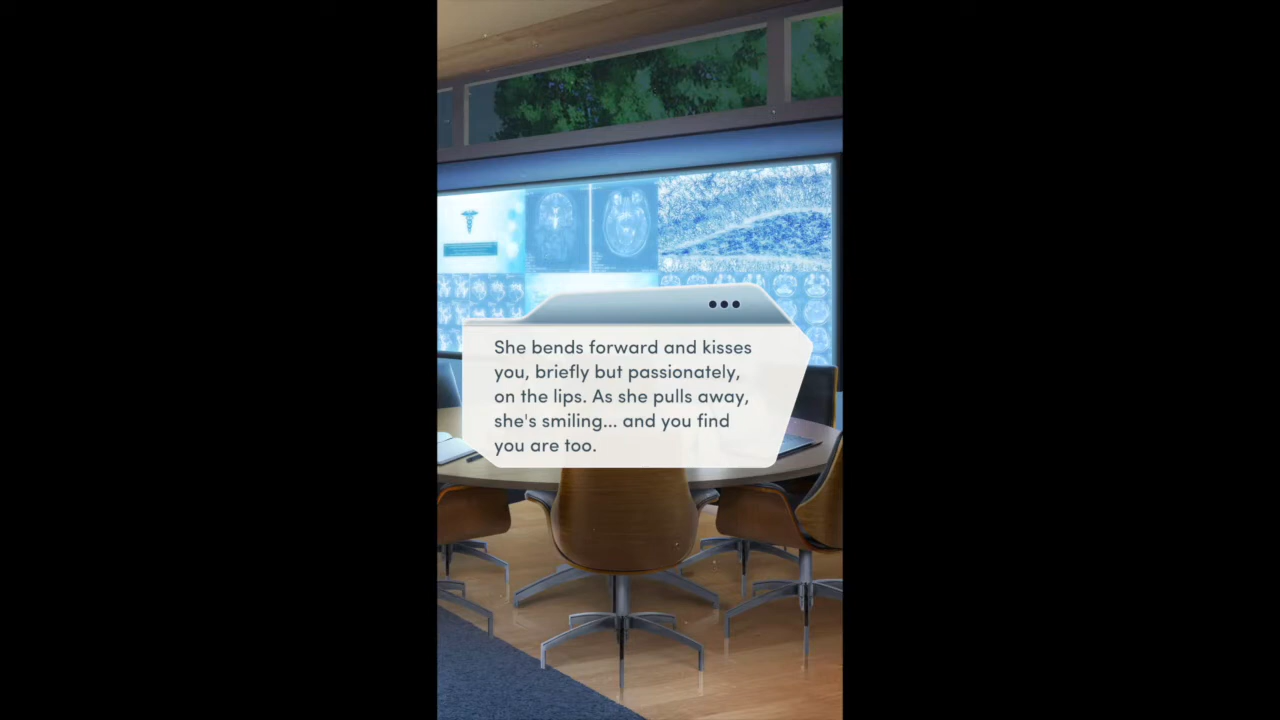 She bends forward and kisses
you, briefly but passionately,
on the lips. As she pulls away,
she's smiling... and you find
you are too.